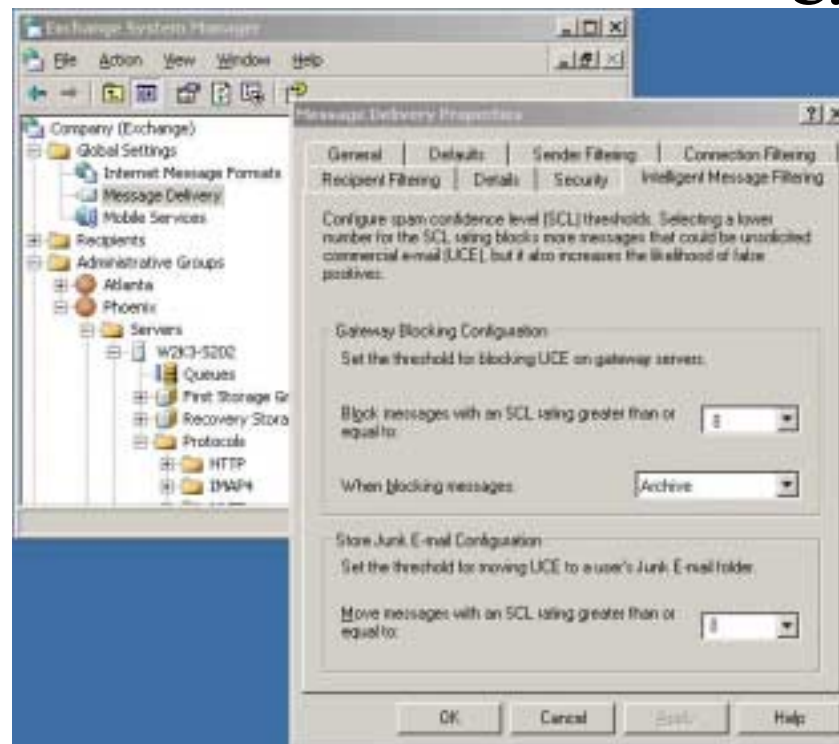 Exchange System Manager
File Action View Window Help
Company (Exchange)
Global Settings
Internet Message Formats
Message Delivery
Mobile Services
Recipients
Administrative Groups
Atlanta
Phoenix
Servers
W2K3-S202
Queues
First Storage Gr
Recovery Stora
Protocols
HTTP
IMAP4
Message Delivery Properties
General Defaults Sender Filtering Connection Filtering
Recipient Filtering Details Security Intelligent Message Filtering
Configure spam confidence level (SCL) thresholds. Selecting a lower
number for the SCL rating blocks more messages that could be unsolicited
commercial e-mail (UCE), but it also increases the likelihood of false
positives.
Gateway Blocking Configuration
Set the threshold for blocking UCE on gateway servers.
Block messages with an SCL rating greater than or
equal to:
When blocking messages:
Archive
Store Junk E-mail Configuration
Set the threshold for moving UCE to a user's Junk E-mail folder.
Move messages with an SCL rating greater than or
equal to:
OK Cancel Apply Help